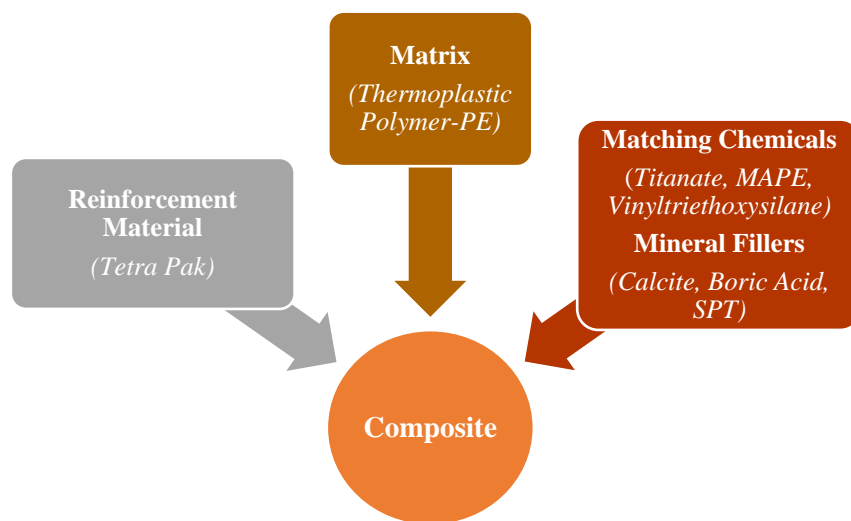 Matrix
(Thermoplastic
Polymer-PE)
Matching Chemicals
(Titanate, MAPE,
Vinyltriethoxysilane)
Mineral Fillers
(Calcite, Boric Acid,
SPT)
Reinforcement
Material
(Tetra Pak)
Composite